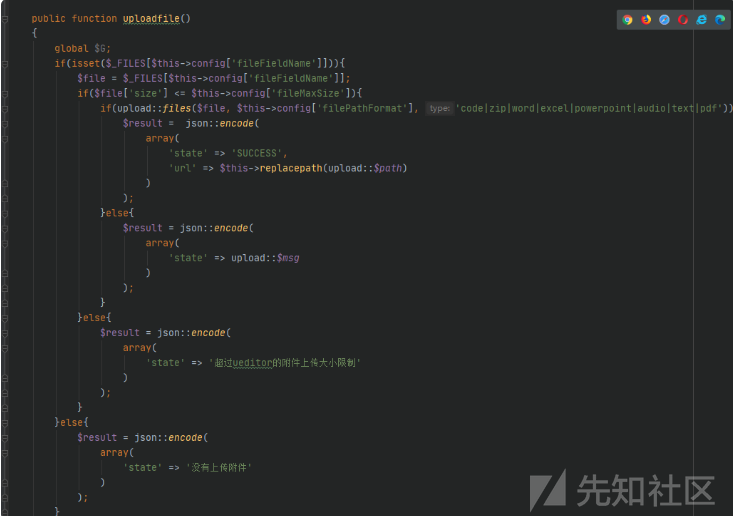 public function uploadfile()
{
global $G;
if(isset($_FILES[$this->config['fileFieldName']])){
$file = $_FILES[$this->config['fileFieldName']];
if($file['size'] <= $this->config['fileMaxSize']){
if(upload::files($file, $this->config['filePathFormat'], type: 'code|zip|word|excel|powerpoint|audio|text|pdf'))
$result = json::encode(
array(
'state' => 'SUCCESS',
'url' => $this->replacepath(upload::$path)
)
);
}else{
$result = json::encode(
array(
'state' => upload::$msg
)
);
}
}else{
$result = json::encode(
array(
'state' => '超过ueditor的附件上传大小限制'
)
);
}
}else{
$result = json::encode(
array(
'state' => '没有上传附件'
)
);
}
先知社区